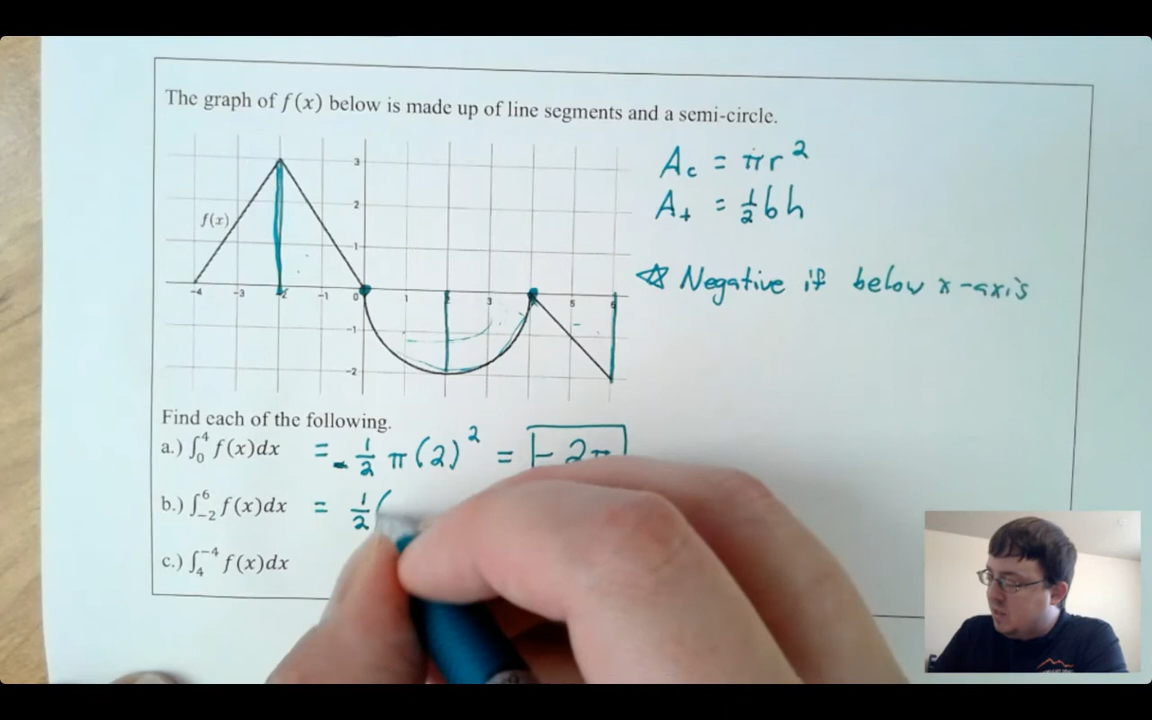 The graph of f(x) below is made up of line segments and a semi-circle.
A_c = πr²
A_t = ½bh
☆ Negative if below x-axis
f(x)
3
2
1
-4 -3 -2 -1 0 1 2 3 5 6
-1
-2
Find each of the following.
a.) ∫₀⁴ f(x)dx = -½ π(2)² = -2π
b.) ∫₋₂⁶ f(x)dx = ½(
c.) ∫₄⁻⁴ f(x)dx